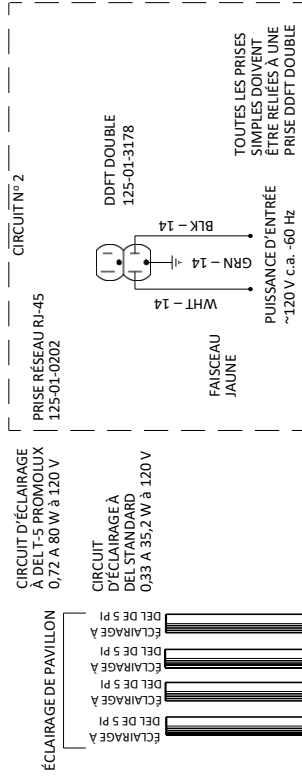 ÉCLAIRAGE DE PAVILLON
ÉCLAIRAGE À
DEL DE 5 PI
ÉCLAIRAGE À
DEL DE 5 PI
ÉCLAIRAGE À
DEL DE 5 PI
ÉCLAIRAGE À
DEL DE 5 PI
CIRCUIT D'ÉCLAIRAGE
À DEL T-5 PROMOLUX
0,72 A 80 W à 120 V
CIRCUIT
D'ÉCLAIRAGE À
DEL STANDARD
0,33 A 35,2 W à 120 V
CIRCUIT Nº 2
PRISE RÉSEAU RJ-45
125-01-0202
DDFT DOUBLE
125-01-3178
FAISCEAU
JAUNE
WHT – 14
GRN – 14
BLK – 14
PUISSANCE D'ENTRÉE
~120 V c.a. -60 Hz
TOUTES LES PRISES
SIMPLES DOIVENT
ÊTRE RELIÉES À UNE
PRISE DDFT DOUBLE